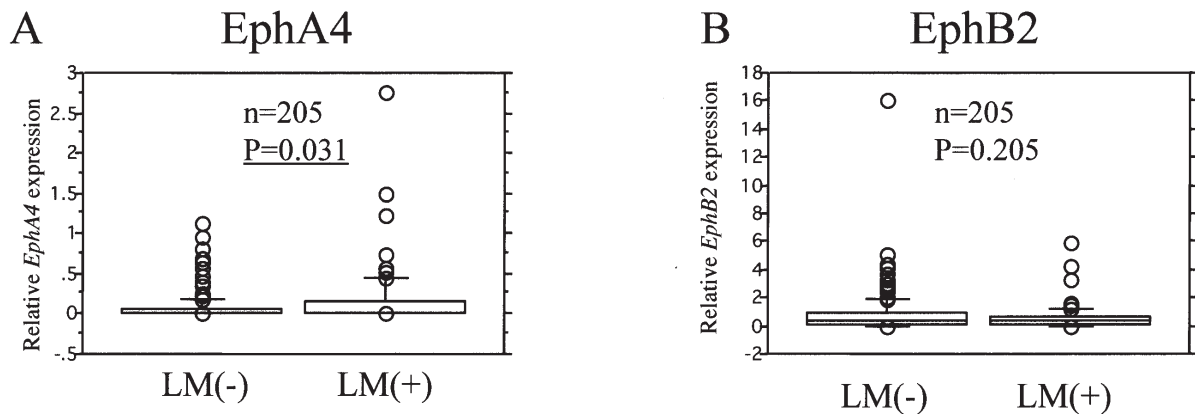 A EphA4
Relative EphA4 expression
3
2.5
2
1.5
1
.5
0
-.5
n=205
P=0.031
LM(-) LM(+)
B EphB2
Relative EphB2 expression
18
16
14
12
10
8
6
4
2
0
-2
n=205
P=0.205
LM(-) LM(+)